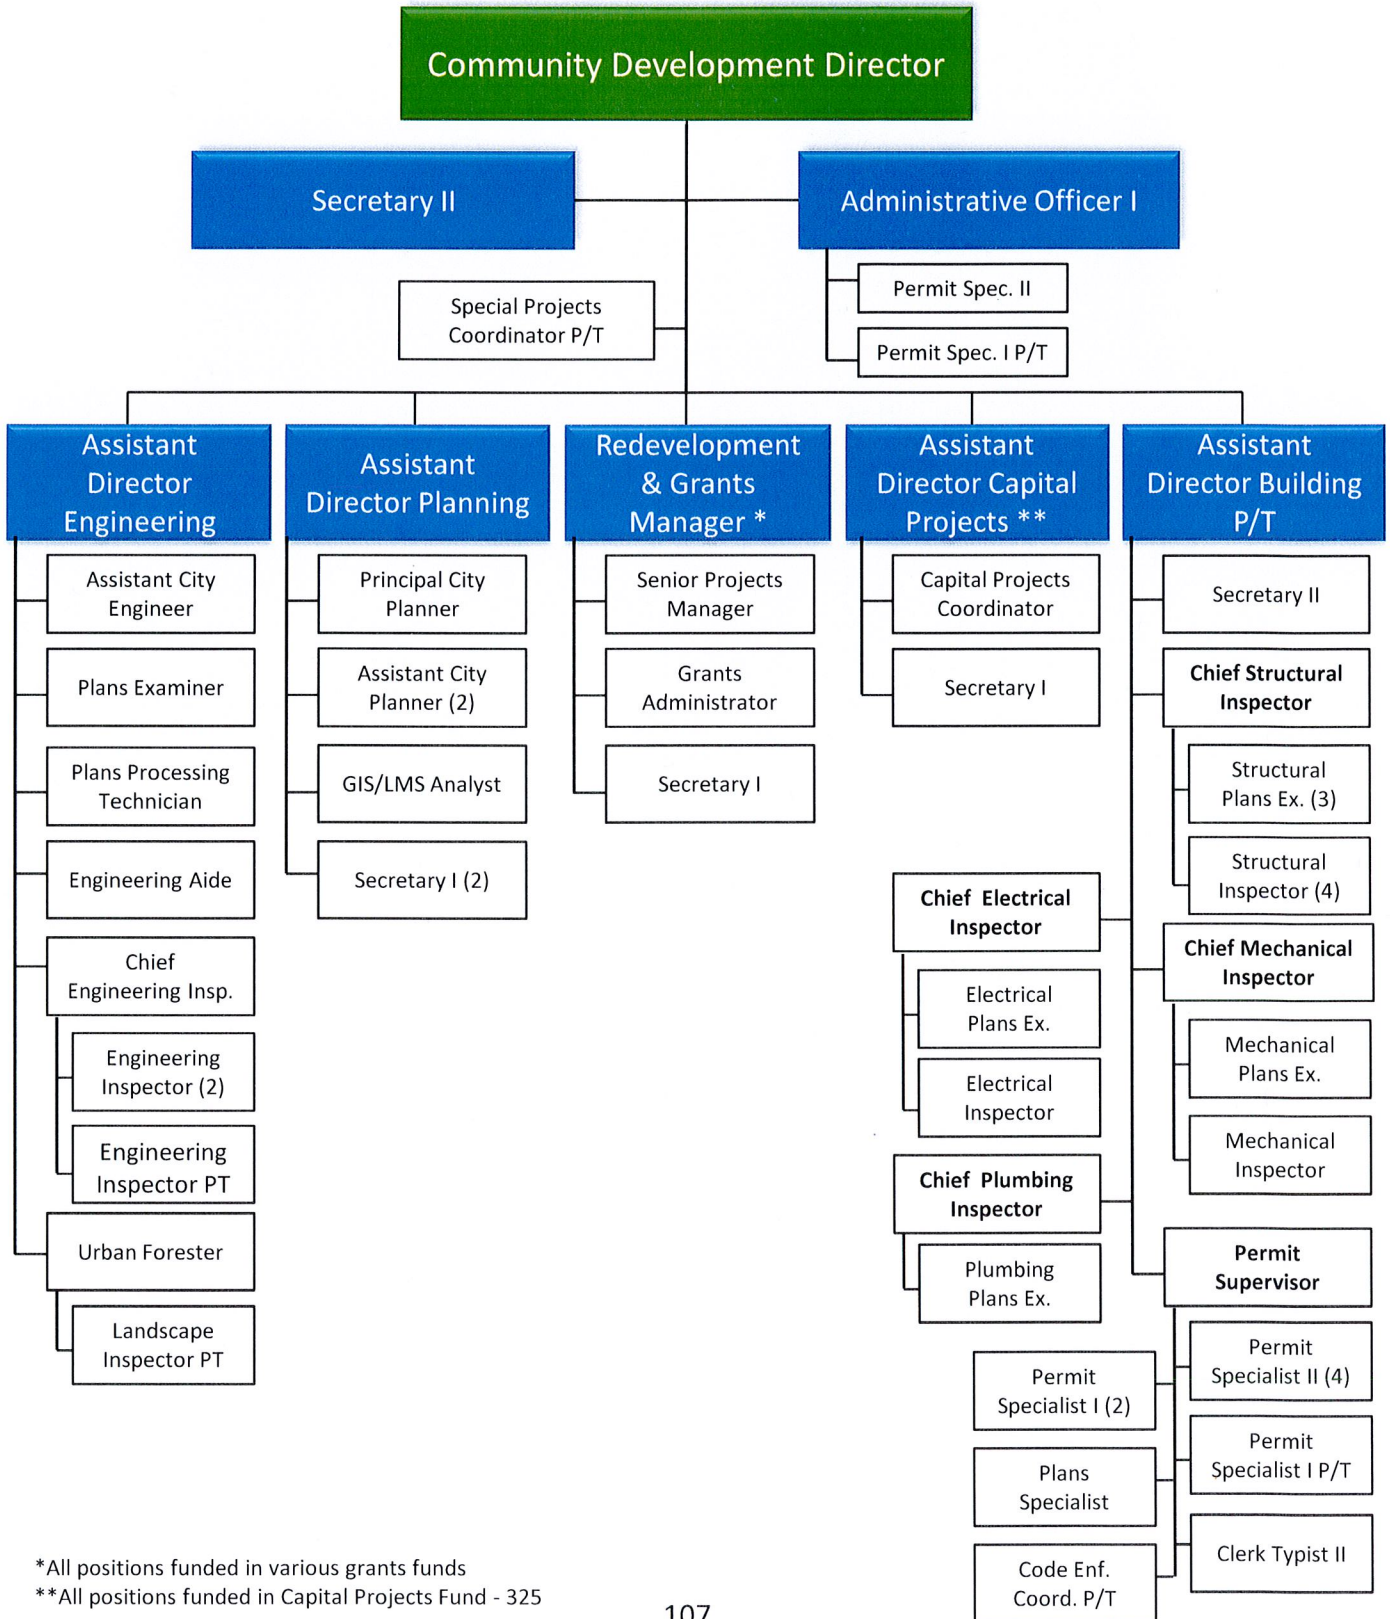 Community Development Director
Secretary II
Administrative Officer I
Permit Spec. II
Special Projects
Coordinator P/T
Permit Spec. I P/T
Assistant
Director
Engineering
Assistant City
Engineer
Plans Examiner
Plans Processing
Technician
Engineering Aide
Chief
Engineering Insp.
Engineering
Inspector (2)
Engineering
Inspector PT
Urban Forester
Landscape
Inspector PT
Assistant
Director Planning
Principal City
Planner
Assistant City
Planner (2)
GIS/LMS Analyst
Secretary I (2)
Redevelopment
& Grants
Manager *
Senior Projects
Manager
Grants
Administrator
Secretary I
Assistant
Director Capital
Projects **
Capital Projects
Coordinator
Secretary I
Assistant
Director Building
P/T
Secretary II
Chief Structural
Inspector
Structural
Plans Ex. (3)
Structural
Inspector (4)
Chief Electrical
Inspector
Electrical
Plans Ex.
Electrical
Inspector
Chief Mechanical
Inspector
Mechanical
Plans Ex.
Mechanical
Inspector
Chief Plumbing
Inspector
Plumbing
Plans Ex.
Permit
Supervisor
Permit
Specialist II (4)
Permit
Specialist I (2)
Permit
Specialist I P/T
Plans
Specialist
Clerk Typist II
Code Enf.
Coord. P/T
*All positions funded in various grants funds
**All positions funded in Capital Projects Fund - 325
107